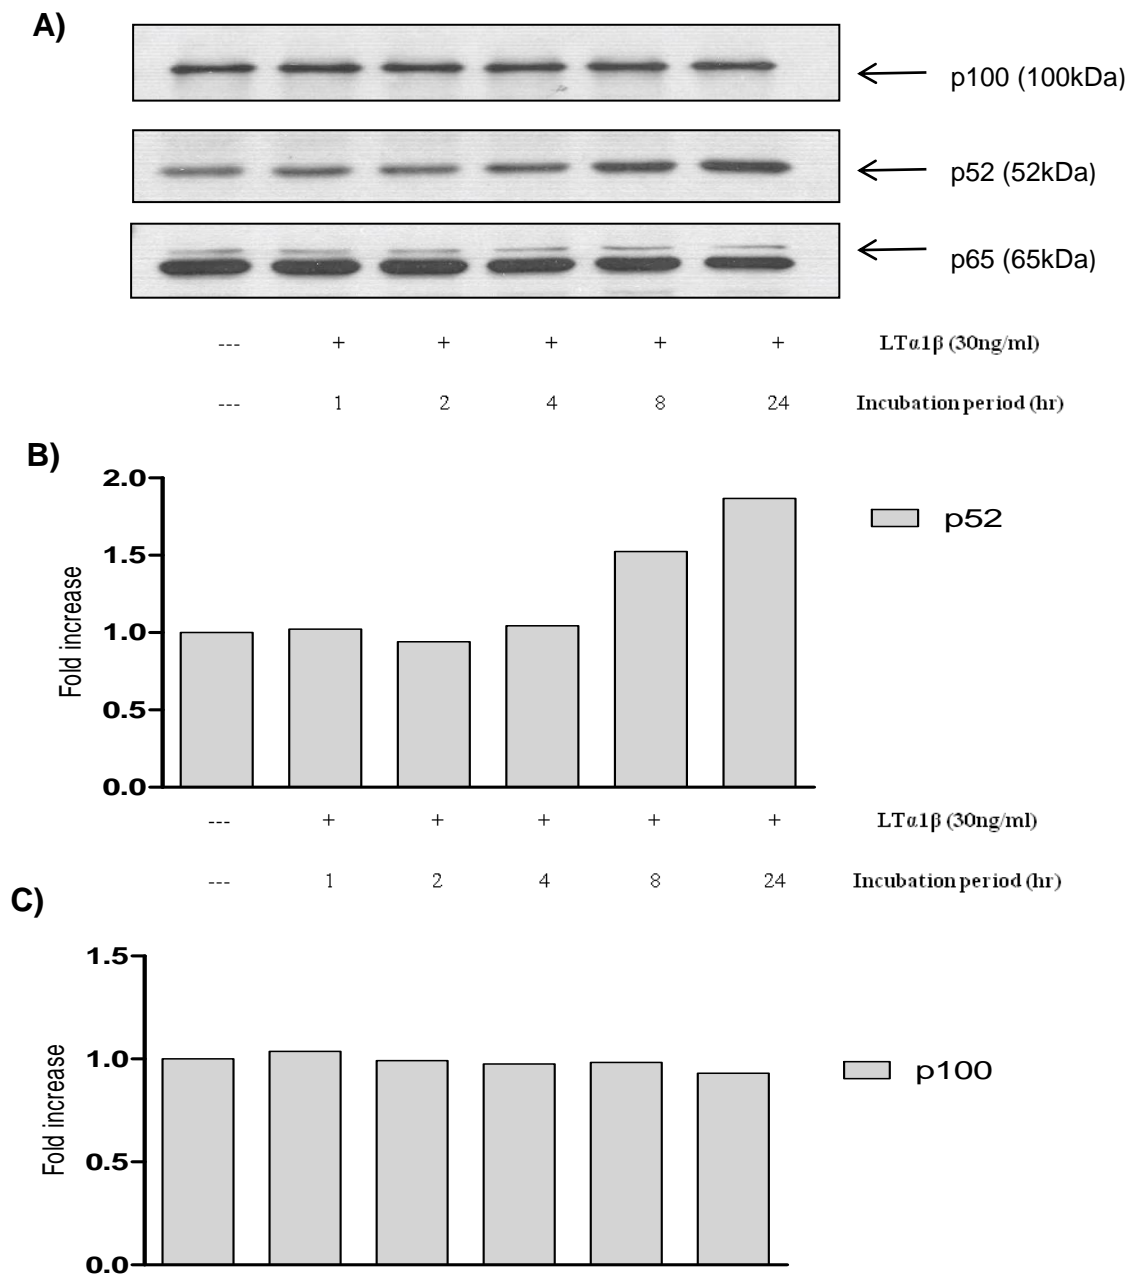 A)
p100 (100kDa)
p52 (52kDa)
p65 (65kDa)
--- + + + + + LTα1β (30ng/ml)
--- 1 2 4 8 24 Incubation period (hr)
B)
Fold increase
2.0
1.5
1.0
0.5
0.0
p52
--- + + + + + LTα1β (30ng/ml)
--- 1 2 4 8 24 Incubation period (hr)
C)
Fold increase
1.5
1.0
0.5
0.0
p100